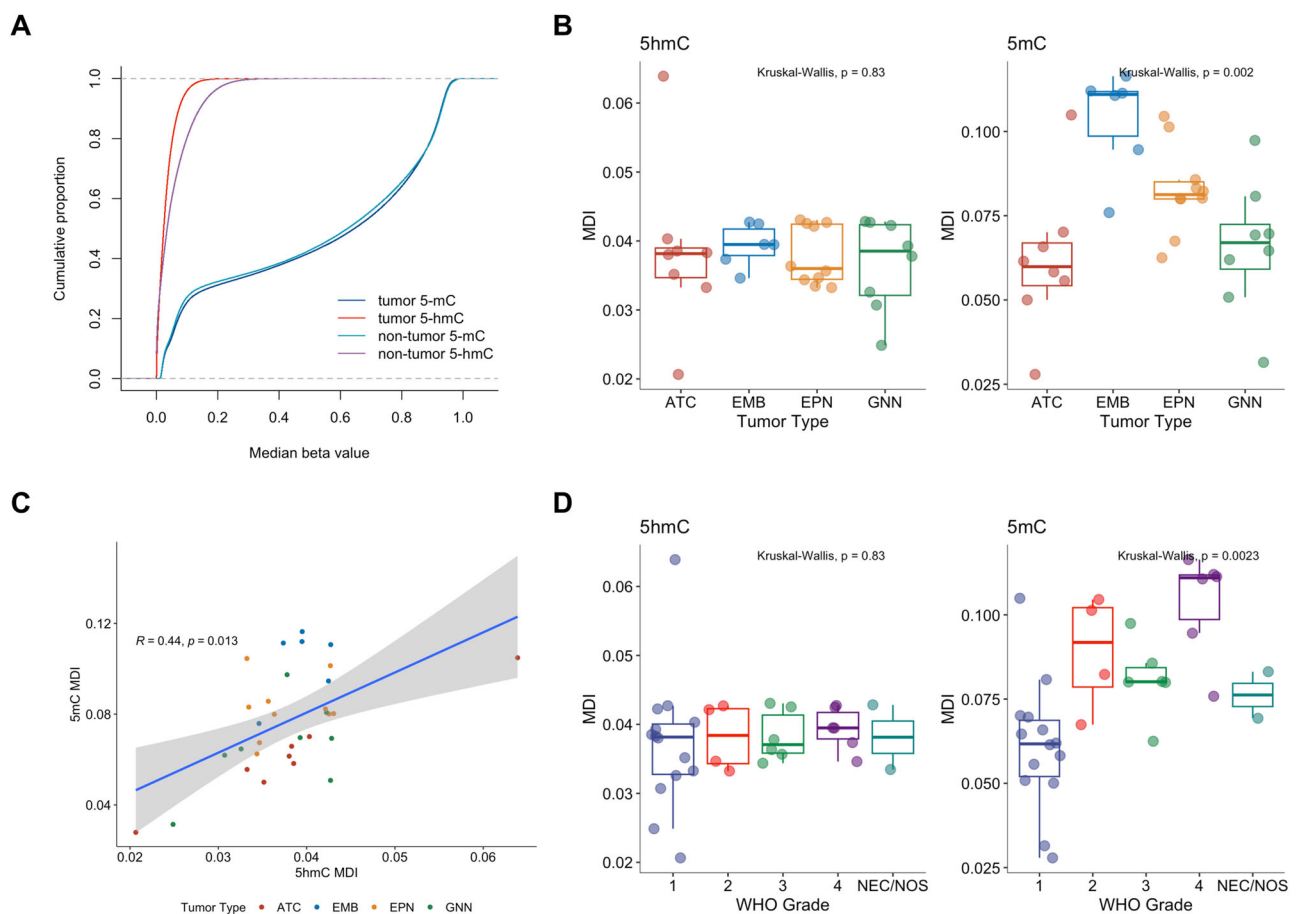 A
1.0
0.8
0.6
0.4
0.2
0.0
Cumulative proportion
tumor 5-mC
tumor 5-hmC
non-tumor 5-mC
non-tumor 5-hmC
0.0 0.2 0.4 0.6 0.8 1.0
Median beta value
B
5hmC
Kruskal-Wallis, p = 0.83
0.06
0.05
0.04
0.03
0.02
MDI
ATC EMB EPN GNN
Tumor Type
5mC
Kruskal-Wallis, p = 0.002
0.100
0.075
0.050
0.025
MDI
ATC EMB EPN GNN
Tumor Type
C
R = 0.44, p = 0.013
0.12
0.08
0.04
5mC MDI
0.02 0.03 0.04 0.05 0.06
5hmC MDI
Tumor Type ATC EMB EPN GNN
D
5hmC
Kruskal-Wallis, p = 0.83
0.06
0.05
0.04
0.03
0.02
MDI
1 2 3 4 NEC/NOS
WHO Grade
5mC
Kruskal-Wallis, p = 0.0023
0.100
0.075
0.050
0.025
MDI
1 2 3 4 NEC/NOS
WHO Grade